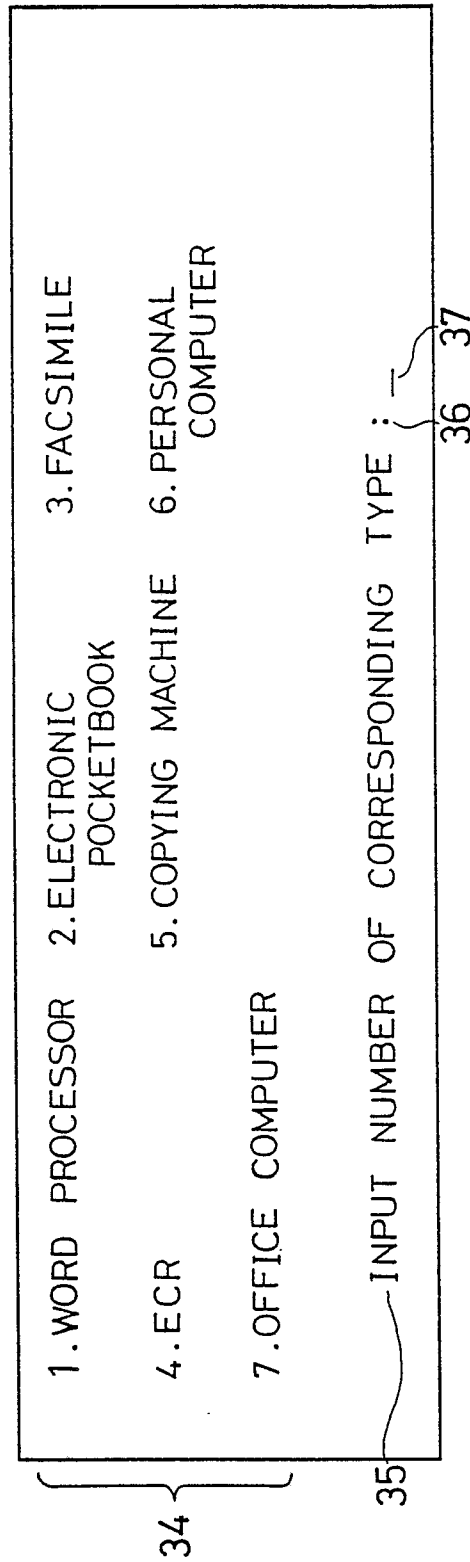 1.WORD PROCESSOR 2.ELECTRONIC POCKETBOOK 3.FACSIMILE
4.ECR 5.COPYING MACHINE 6.PERSONAL COMPUTER
7.OFFICE COMPUTER
INPUT NUMBER OF CORRESPONDING TYPE : _
34
35
36
37